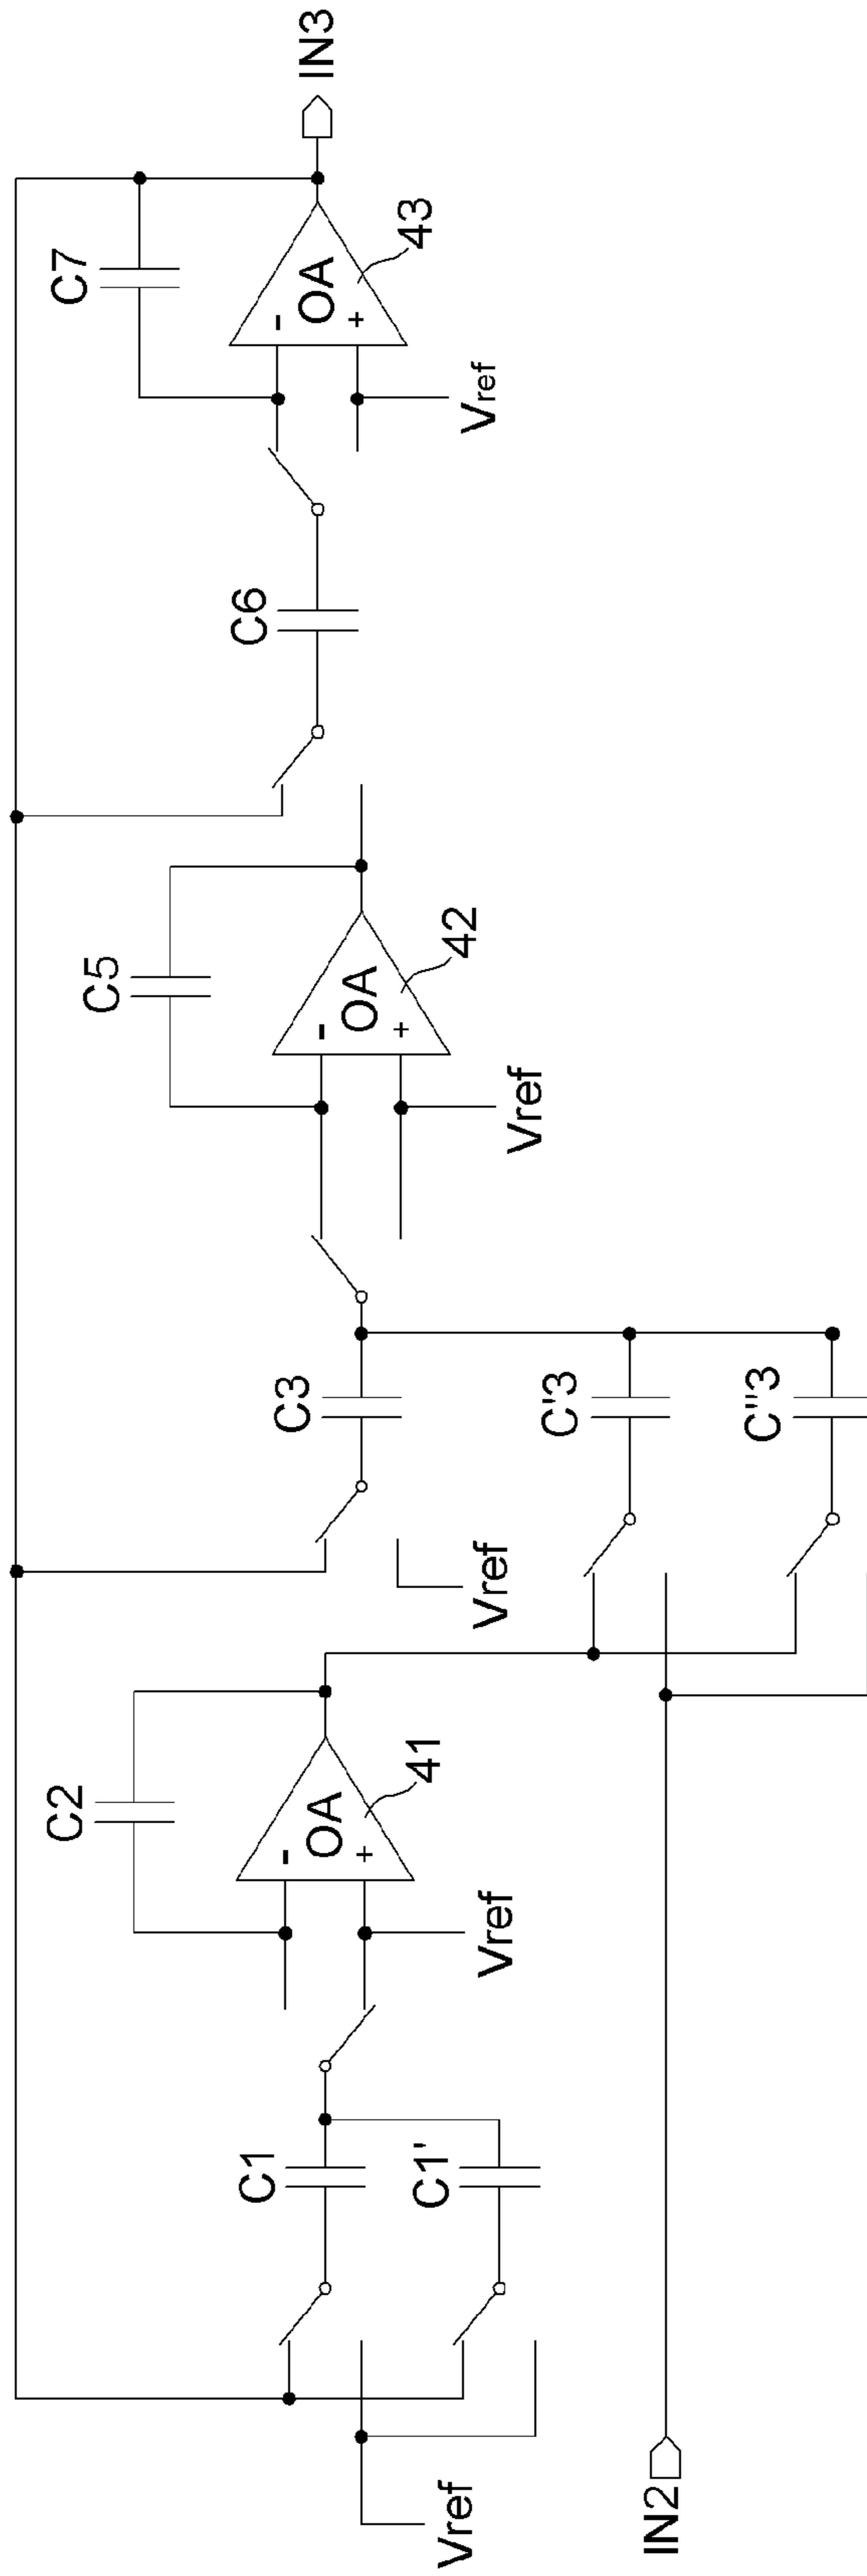 C2
C5
C7
C1
C1'
C3
C'3
C"3
C6
OA
-
+
41
OA
-
+
42
OA
-
+
43
Vref
Vref
Vref
Vref
Vref
IN2
IN3